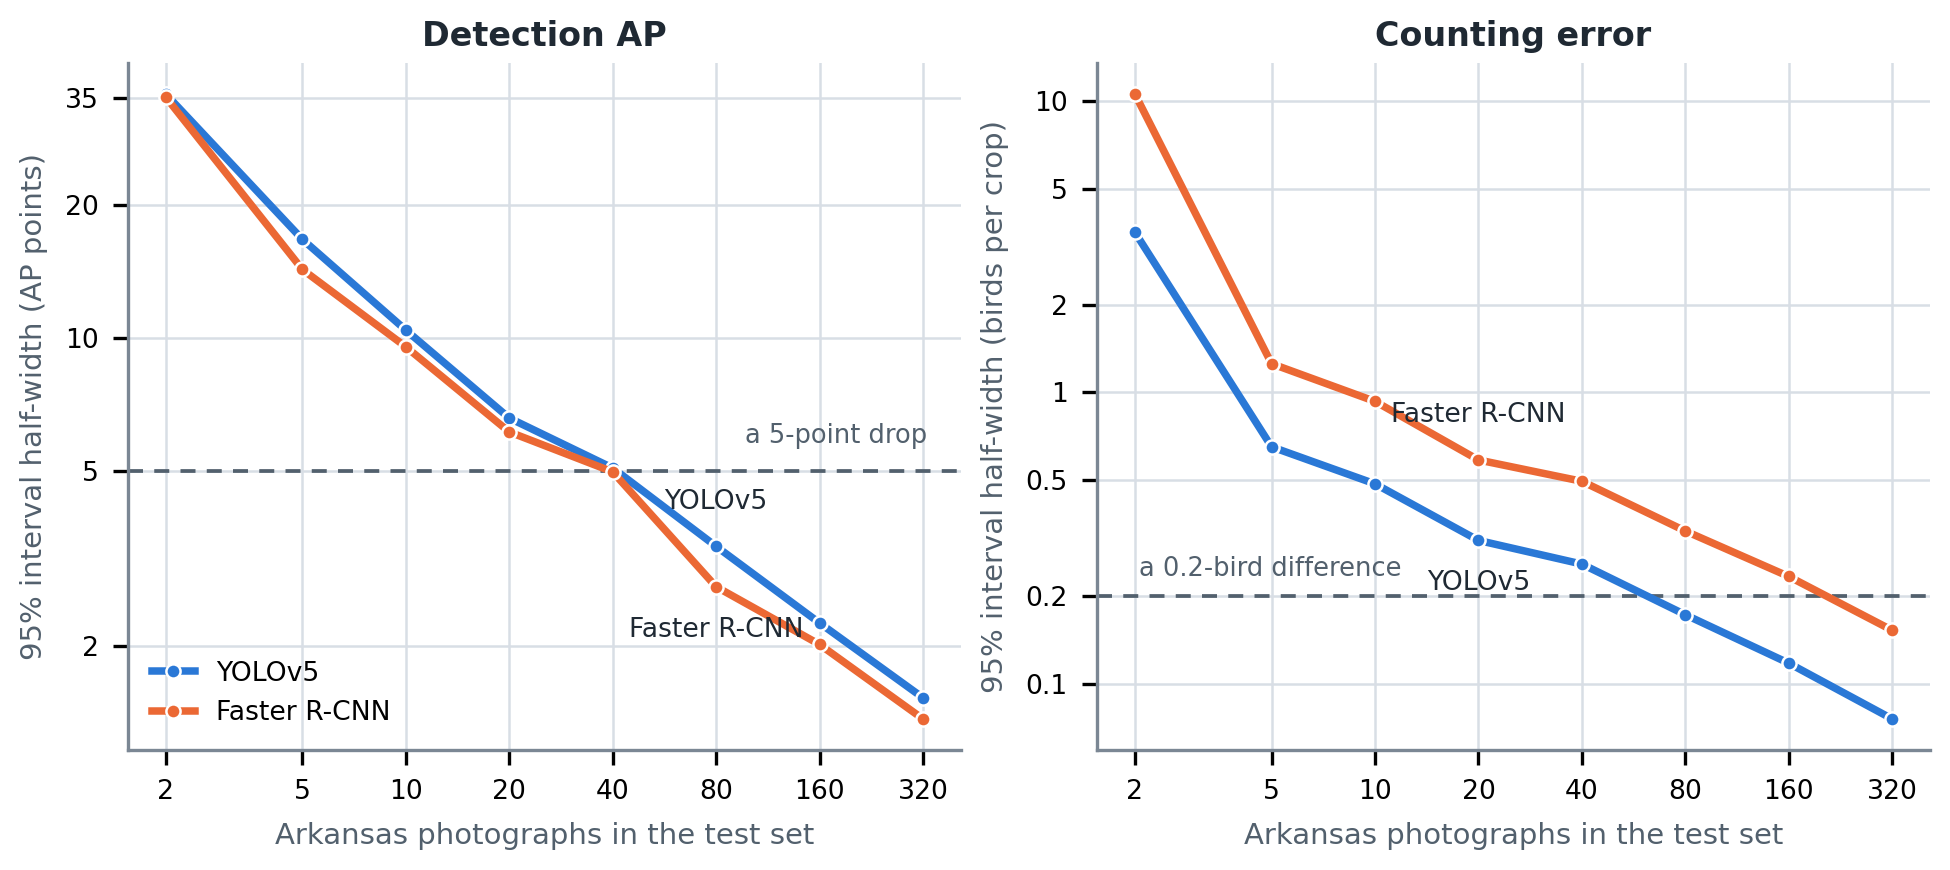 Detection AP
95% interval half-width (AP points)
35
20
10
5
2
a 5-point drop
YOLOv5
Faster R-CNN
YOLOv5
Faster R-CNN
2 5 10 20 40 80 160 320
Arkansas photographs in the test set
Counting error
95% interval half-width (birds per crop)
10
5
2
1
0.5
0.2
0.1
Faster R-CNN
a 0.2-bird difference
YOLOv5
2 5 10 20 40 80 160 320
Arkansas photographs in the test set